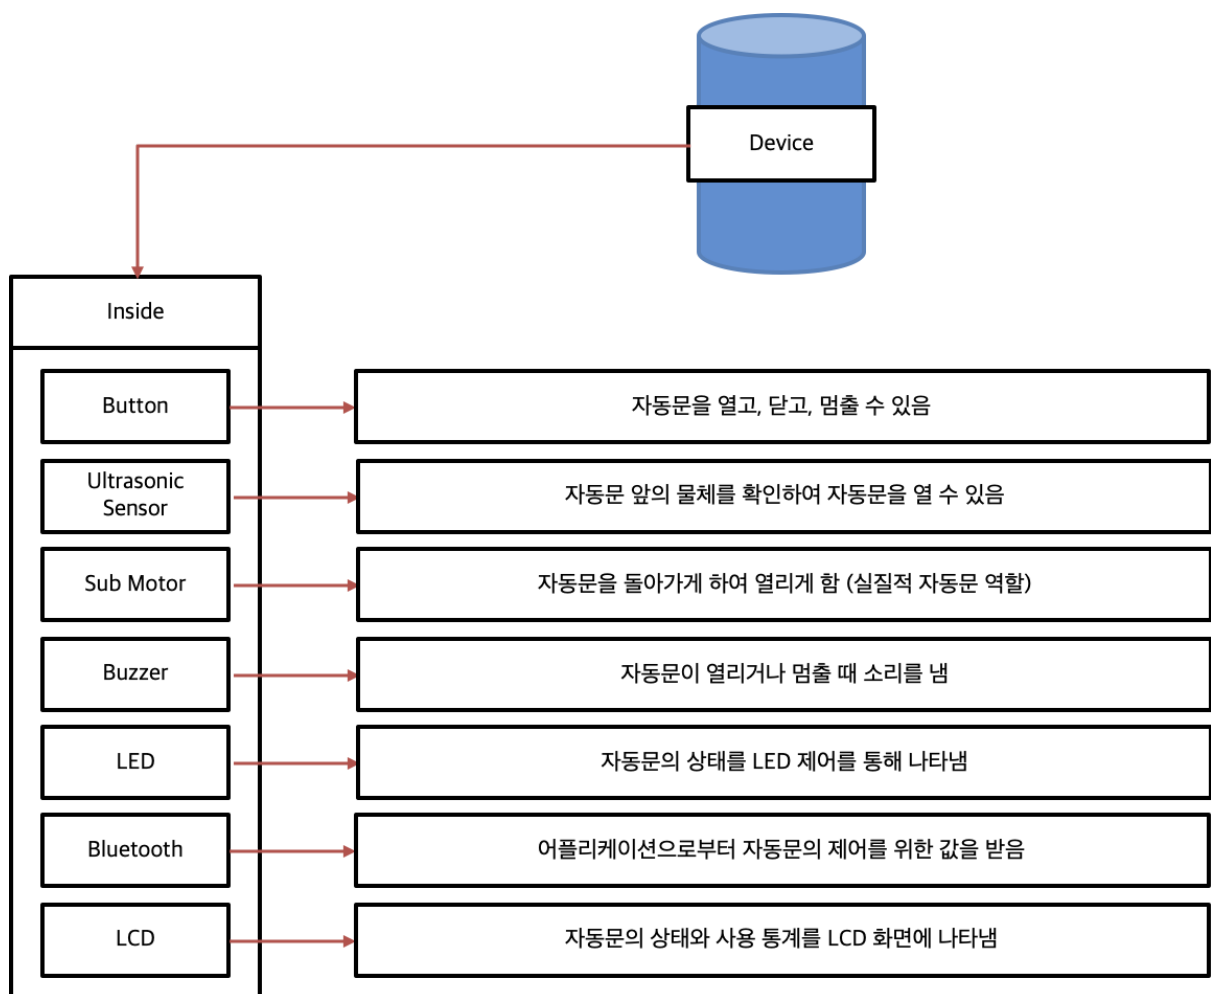 Device
Inside
Button
자동문을 열고, 닫고, 멈출 수 있음
Ultrasonic
Sensor
자동문 앞의 물체를 확인하여 자동문을 열 수 있음
Sub Motor
자동문을 돌아가게 하여 열리게 함 (실질적 자동문 역할)
Buzzer
자동문이 열리거나 멈출 때 소리를 냄
LED
자동문의 상태를 LED 제어를 통해 나타냄
Bluetooth
어플리케이션으로부터 자동문의 제어를 위한 값을 받음
LCD
자동문의 상태와 사용 통계를 LCD 화면에 나타냄